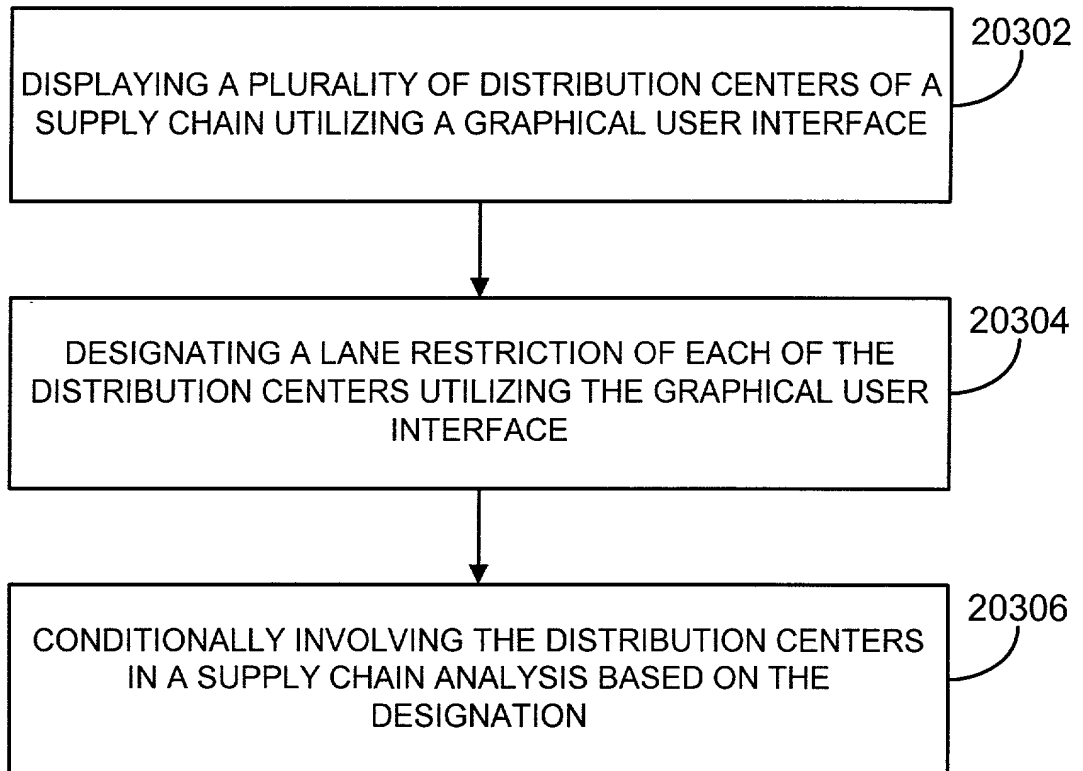 20302
DISPLAYING A PLURALITY OF DISTRIBUTION CENTERS OF A
SUPPLY CHAIN UTILIZING A GRAPHICAL USER INTERFACE
20304
DESIGNATING A LANE RESTRICTION OF EACH OF THE
DISTRIBUTION CENTERS UTILIZING THE GRAPHICAL USER
INTERFACE
20306
CONDITIONALLY INVOLVING THE DISTRIBUTION CENTERS
IN A SUPPLY CHAIN ANALYSIS BASED ON THE
DESIGNATION